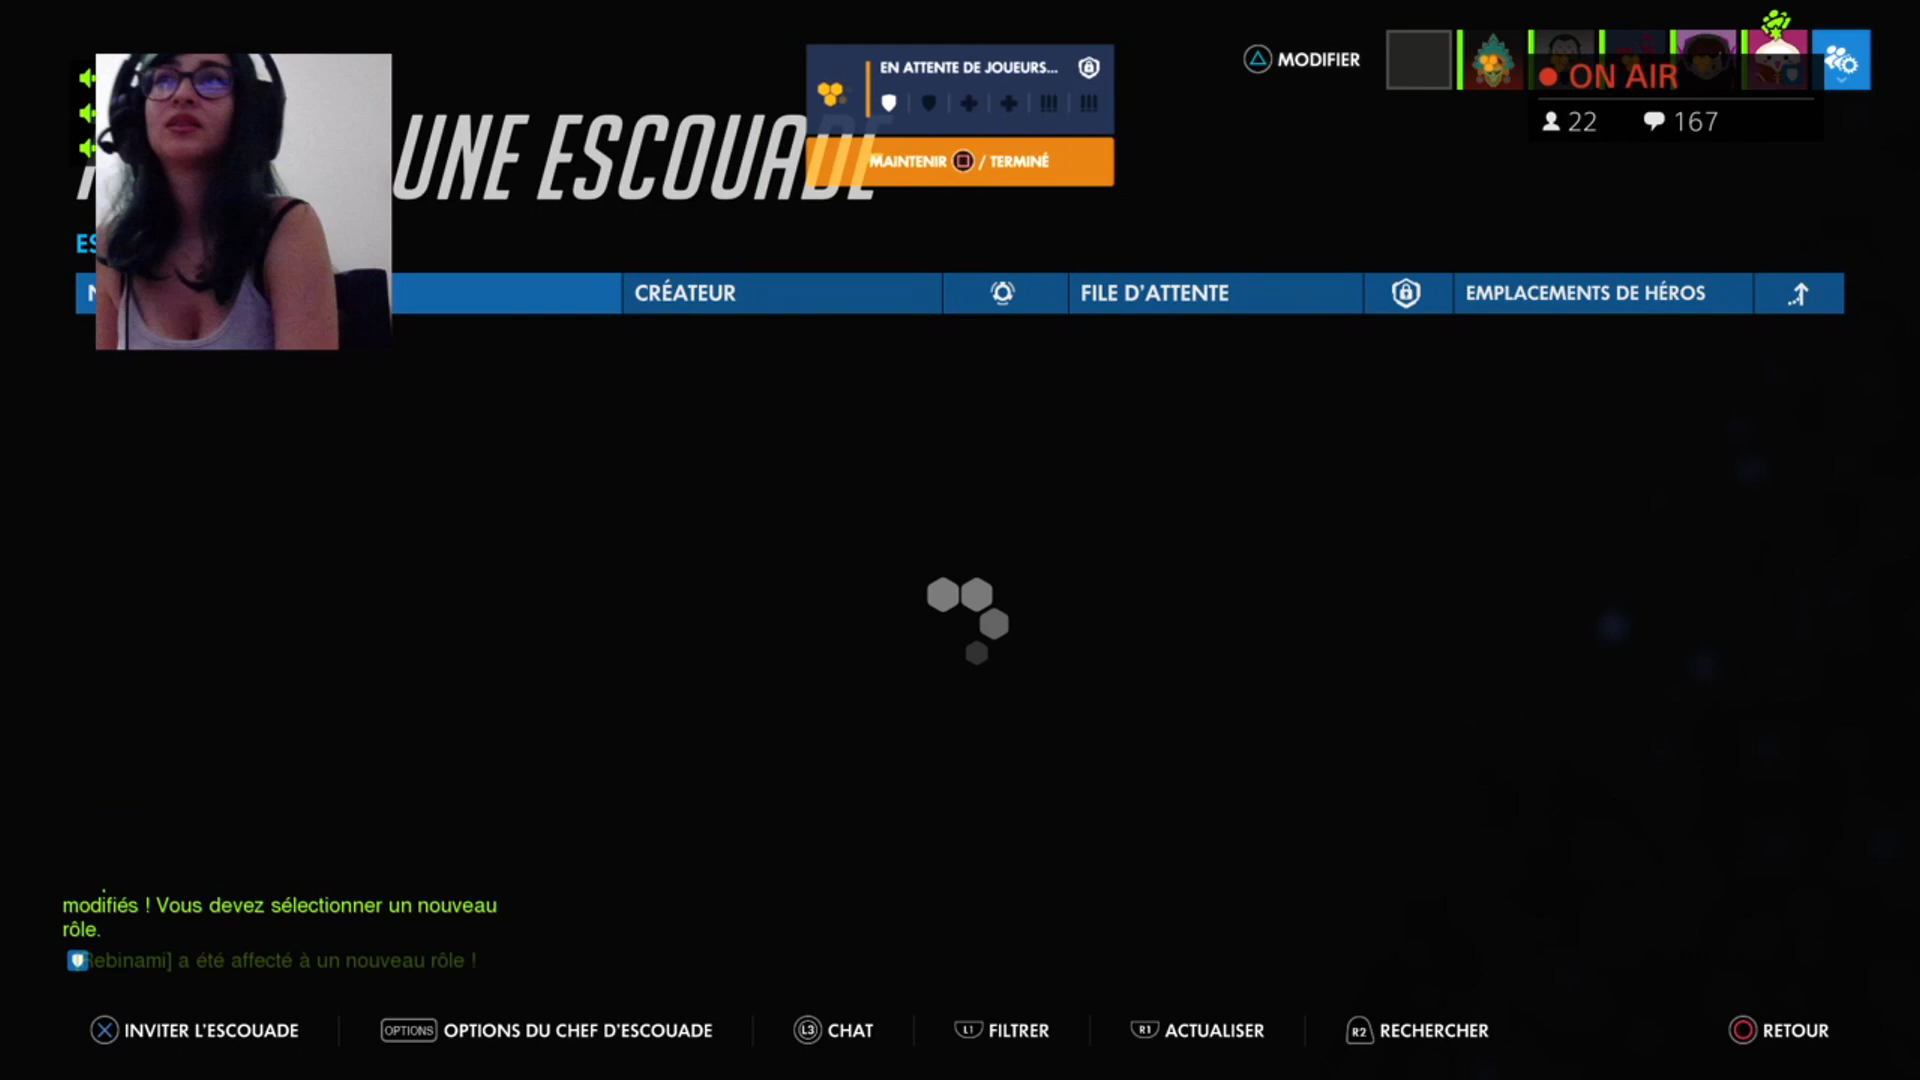 EN ATTENTE DE JOUEURS...
MODIFIER
ON AIR
22 167
UNE ESCOUADE
MAINTENIR / TERMINÉ
CRÉATEUR
FILE D'ATTENTE
EMPLACEMENTS DE HÉROS
modifiés ! Vous devez sélectionner un nouveau
rôle.
Rebinami] a été affecté à un nouveau rôle !
INVITER L'ESCOUADE
OPTIONS OPTIONS DU CHEF D'ESCOUADE
L3 CHAT
L1 FILTRER
R1 ACTUALISER
R2 RECHERCHER
RETOUR